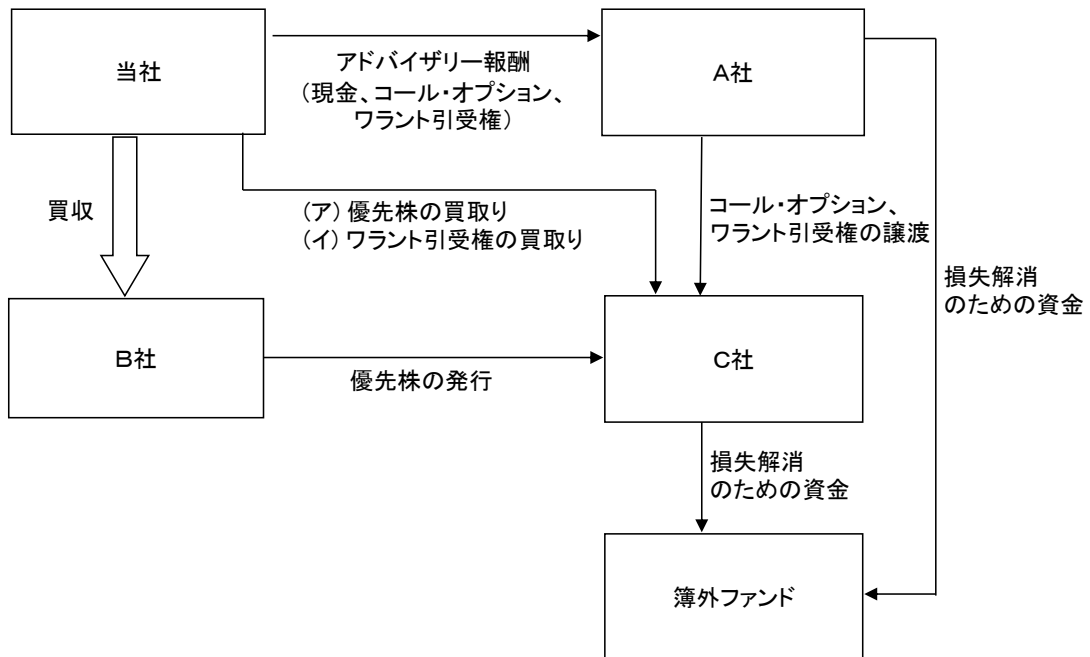 当社
アドバイザリー報酬
（現金、コール・オプション、
ワラント引受権）
A社
買収
（ア）優先株の買取り
（イ）ワラント引受権の買取り
コール・オプション、
ワラント引受権の譲渡
損失解消
のための資金
B社
優先株の発行
C社
損失解消
のための資金
簿外ファンド